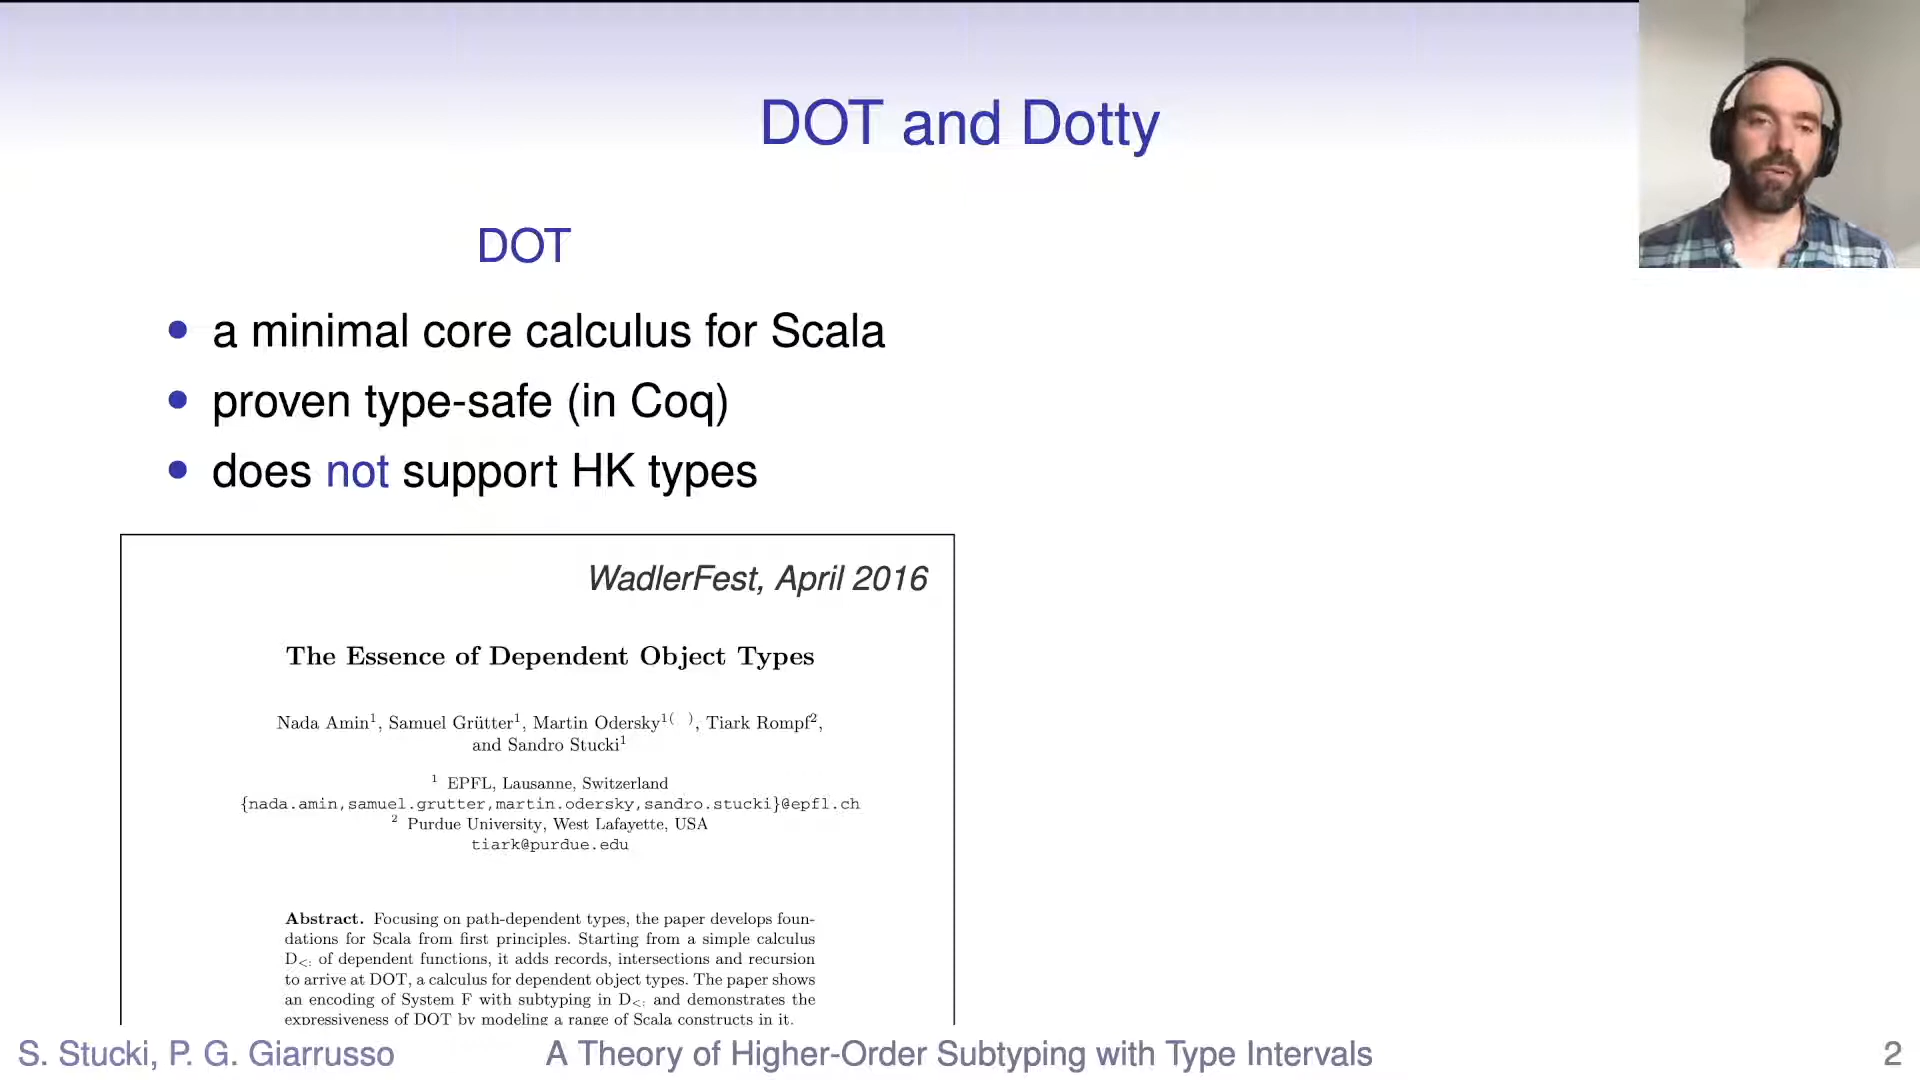 DOT and Dotty
DOT
• a minimal core calculus for Scala
• proven type-safe (in Coq)
• does not support HK types
WadlerFest, April 2016
The Essence of Dependent Object Types
Nada Amin¹, Samuel Grütter¹, Martin Odersky¹⁽ ⁾, Tiark Rompf²,
and Sandro Stucki¹
¹ EPFL, Lausanne, Switzerland
{nada.amin,samuel.grutter,martin.odersky,sandro.stucki}@epfl.ch
² Purdue University, West Lafayette, USA
tiark@purdue.edu
Abstract. Focusing on path-dependent types, the paper develops foun-
dations for Scala from first principles. Starting from a simple calculus
D<: of dependent functions, it adds records, intersections and recursion
to arrive at DOT, a calculus for dependent object types. The paper shows
an encoding of System F with subtyping in D<: and demonstrates the
expressiveness of DOT by modeling a range of Scala constructs in it.
S. Stucki, P. G. Giarrusso
A Theory of Higher-Order Subtyping with Type Intervals
2